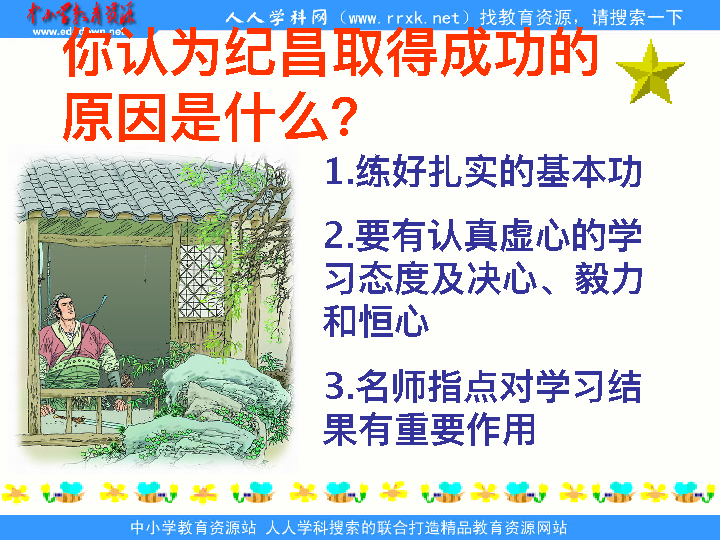 中小学教育资源
www.edudown.net
人人学科网（www.rrxk.net）找教育资源，请搜索一下
你认为纪昌取得成功的
原因是什么？
1.练好扎实的基本功
2.要有认真虚心的学
习态度及决心、毅力
和恒心
3.名师指点对学习结
果有重要作用
中小学教育资源站 人人学科搜索的联合打造精品教育资源网站